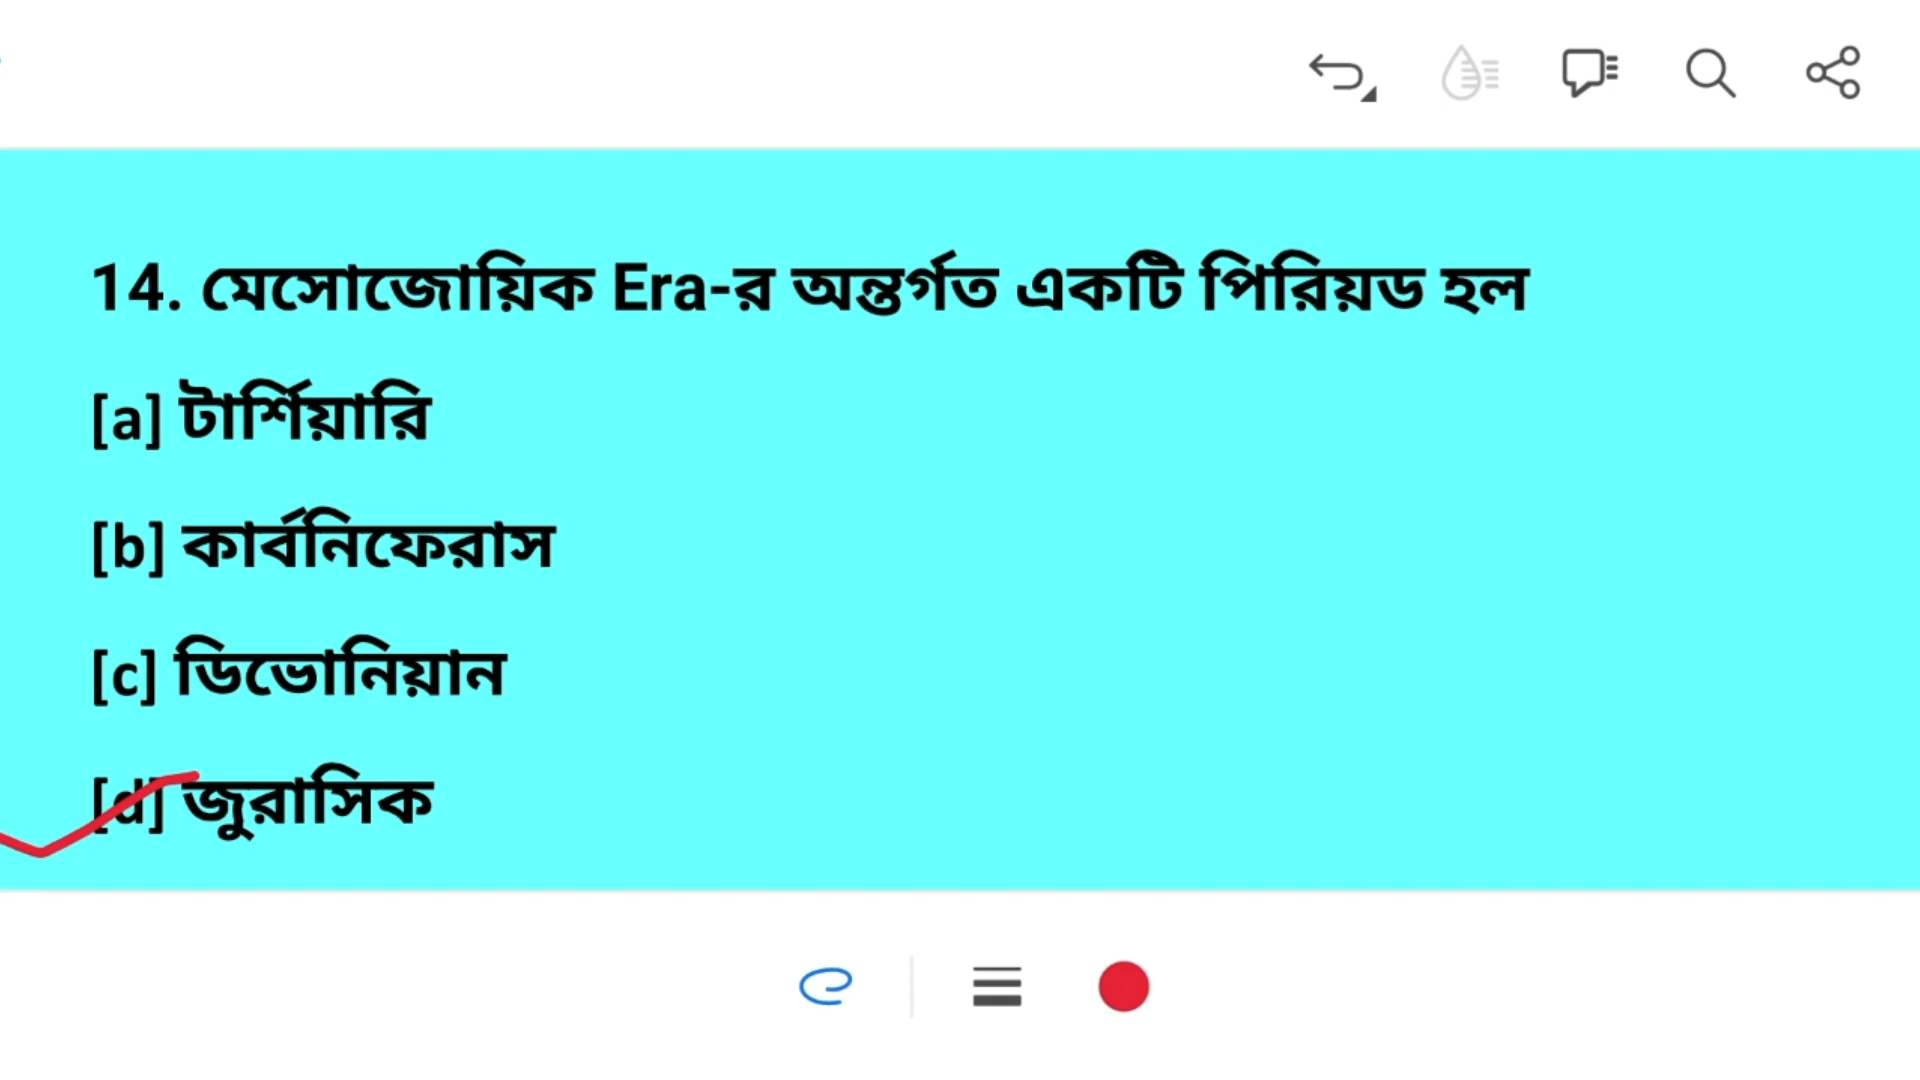 14. মেসোজোয়িক Era-র অন্তর্গত একটি পিরিয়ড হল
[a] টার্শিয়ারি
[b] কার্বনিফেরাস
[c] ডিভোনিয়ান
[d] জুরাসিক